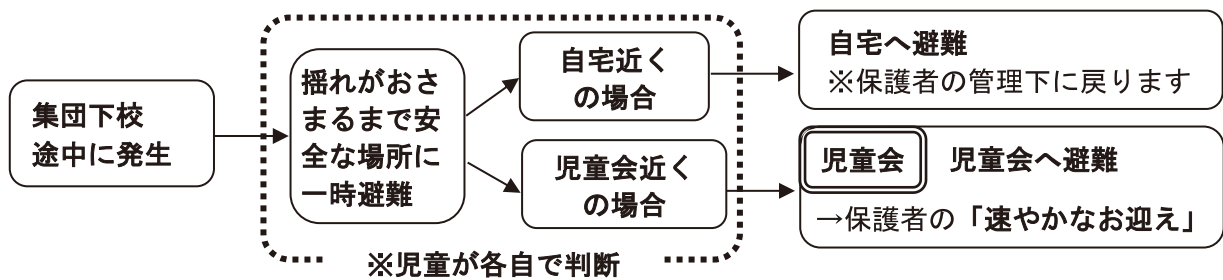 集団下校
途中に発生
揺れがおさ
まるまで安
全な場所に
一時避難
自宅近く
の場合
児童会近く
の場合
※児童が各自で判断
自宅へ避難
※保護者の管理下に戻ります
児童会 児童会へ避難
→保護者の「速やかなお迎え」